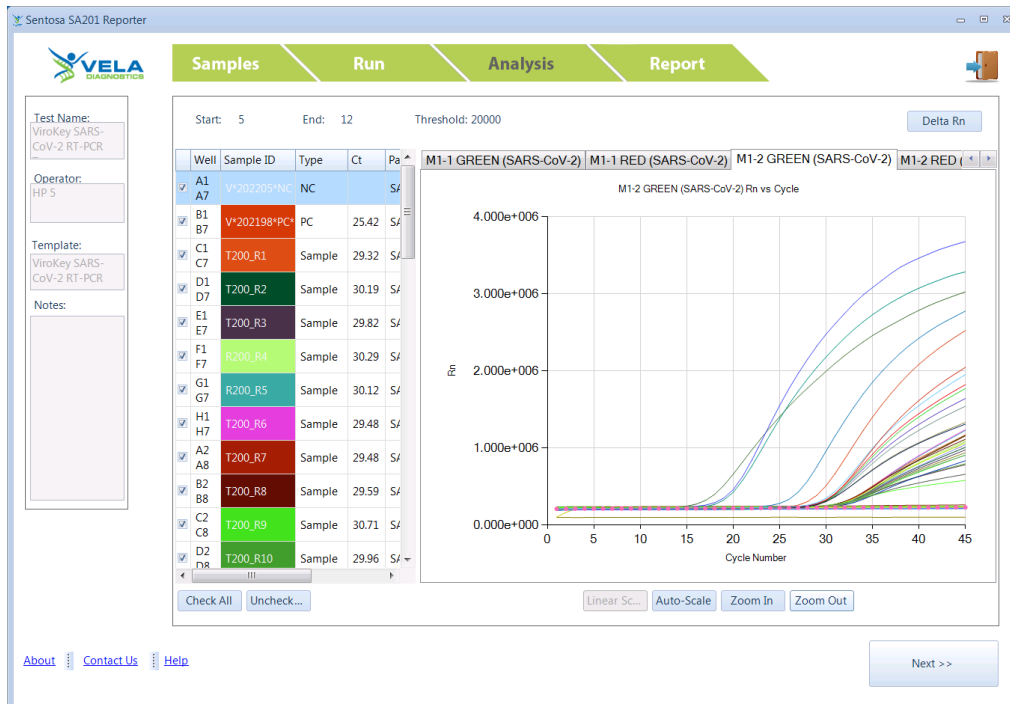 Sentosa SA201 Reporter
VELA
DIAGNOSTICS
Samples
Run
Analysis
Report
Test Name:
ViroKey SARS-
CoV-2 RT-PCR
Operator:
HP 5
Template:
ViroKey SARS-
CoV-2 RT-PCR
Notes:
Start: 5 End: 12 Threshold: 20000
Delta Rn
Well Sample ID Type Ct Pa
A1
A7 V*202205*NC NC SA
B1
B7 V*202198*PC* PC 25.42 SA
C1
C7 T200_R1 Sample 29.32 SA
D1
D7 T200_R2 Sample 30.19 SA
E1
E7 T200_R3 Sample 29.82 SA
F1
F7 R200_R4 Sample 30.29 SA
G1
G7 R200_R5 Sample 30.12 SA
H1
H7 T200_R6 Sample 29.48 SA
A2
A8 T200_R7 Sample 29.48 SA
B2
B8 T200_R8 Sample 29.59 SA
C2
C8 T200_R9 Sample 30.71 SA
D2
D8 T200_R10 Sample 29.96 SA
Check All
Uncheck...
M1-1 GREEN (SARS-CoV-2) M1-1 RED (SARS-CoV-2) M1-2 GREEN (SARS-CoV-2) M1-2 RED (
M1-2 GREEN (SARS-CoV-2) Rn vs Cycle
4.000e+006
3.000e+006
2.000e+006
1.000e+006
0.000e+000
Rn
0 5 10 15 20 25 30 35 40 45
Cycle Number
Linear Sc...
Auto-Scale
Zoom In
Zoom Out
About
Contact Us
Help
Next >>